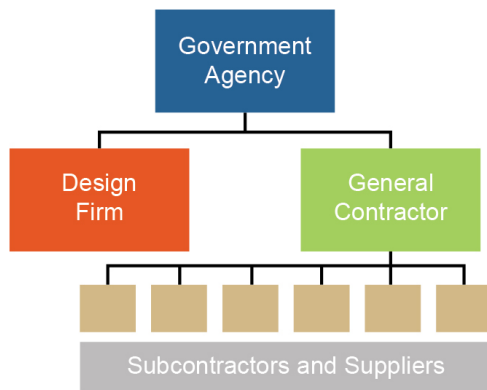 Government
Agency
Design
Firm
General
Contractor
Subcontractors and Suppliers